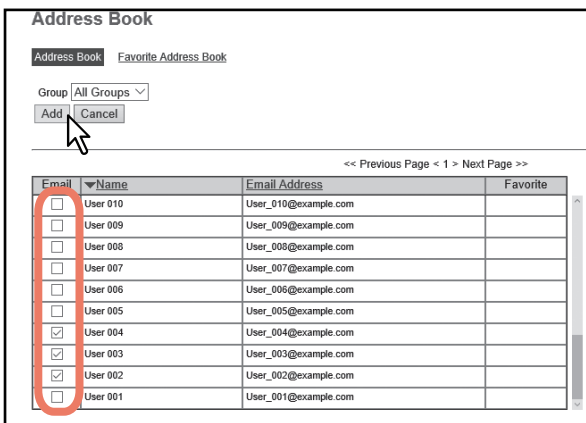 Address Book
Address Book Favorite Address Book
Group All Groups
Add Cancel
<< Previous Page < 1 > Next Page >>
Email Name Email Address Favorite
User 010 User_010@example.com
User 009 User_009@example.com
User 008 User_008@example.com
User 007 User_007@example.com
User 006 User_006@example.com
User 005 User_005@example.com
User 004 User_004@example.com
User 003 User_003@example.com
User 002 User_002@example.com
User 001 User_001@example.com